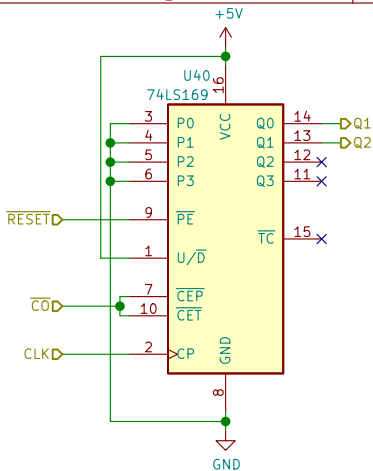 +5V
U40
74LS169
16
VCC
3 P0 Q0 14 Q1
4 P1 Q1 13 Q2
5 P2 Q2 12
6 P3 Q3 11
RESET 9 PE
TC 15
1 U/D
7 CEP
CO
10 CET
CLK 2 CP
GND
8
GND